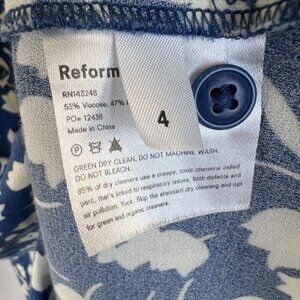 Reform
RN143248
53% Viscose, 47%
PO# 12438
Made in China
4
GREEN DRY CLEAN. DO NOT MACHINE WASH.
DO NOT BLEACH.
85% of dry cleaners use a creepy, toxic chemical called
perc, that's linked to respiratory issues, birth defects and
air pollution. Yuck. Skip the standard dry cleaning and opt
for green and organic cleaners.